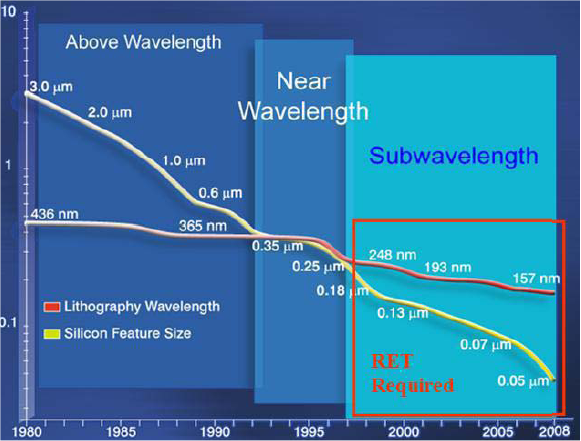 10
Above Wavelength
Near
Wavelength
Subwavelength
3.0 μm
2.0 μm
1
1.0 μm
0.6 μm
436 nm
365 nm
0.35 μm
248 nm
0.25 μm
193 nm
157 nm
0.18 μm
Lithography Wavelength
0.13 μm
0.1
Silicon Feature Size
0.07 μm
RET
Required
0.05 μm
1980 1985 1990 1995 2000 2005 2008